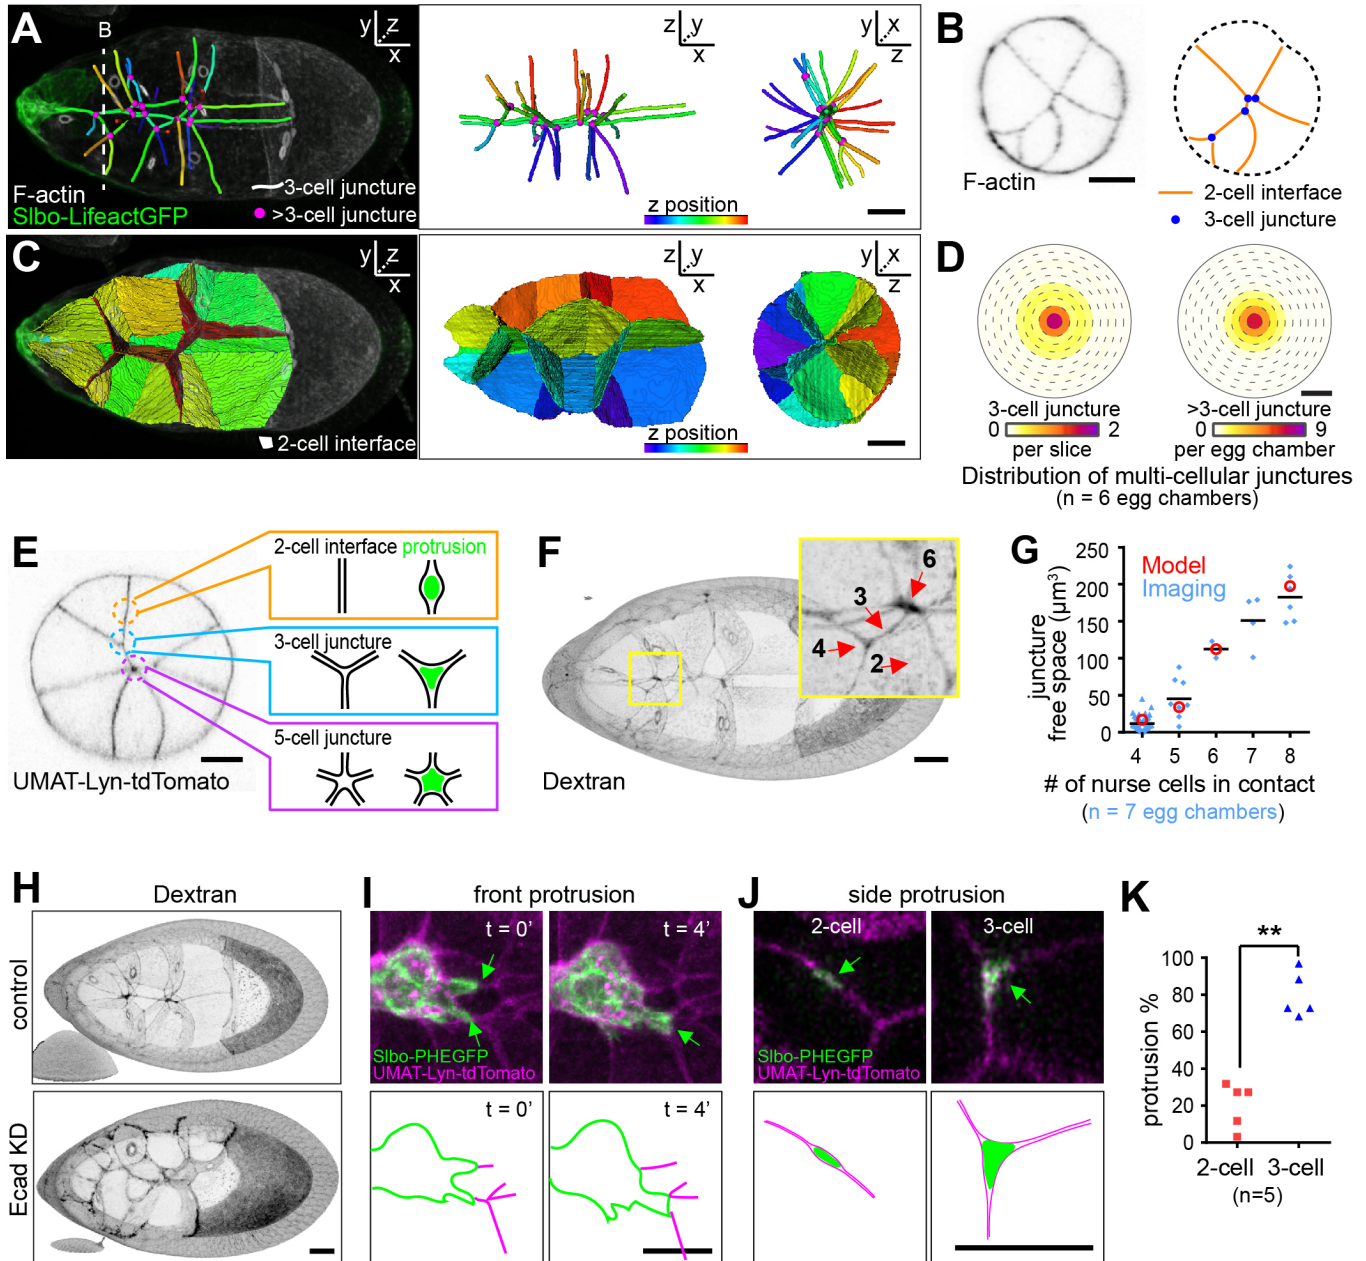 A
B
y z
x
F-actin
Slbo-LifeactGFP
3-cell juncture
>3-cell juncture
z y
x
y x
z
z position
B
F-actin
2-cell interface
3-cell juncture
C
y z
x
2-cell interface
z y
x
y x
z
z position
D
3-cell juncture
0 2
per slice
>3-cell juncture
0 9
per egg chamber
Distribution of multi-cellular junctures
(n = 6 egg chambers)
E
2-cell interface protrusion
3-cell juncture
5-cell juncture
UMAT-Lyn-tdTomato
F
6
3
4
2
Dextran
G
Model
Imaging
juncture
free space (µm³)
250
200
150
100
50
0
4 5 6 7 8
# of nurse cells in contact
(n = 7 egg chambers)
H
Dextran
control
Ecad KD
I
front protrusion
t = 0’
t = 4’
Slbo-PHEGFP
UMAT-Lyn-tdTomato
t = 0’
t = 4’
J
side protrusion
2-cell
3-cell
Slbo-PHEGFP
UMAT-Lyn-tdTomato
K
**
protrusion %
100
80
60
40
20
0
2-cell 3-cell
(n=5)